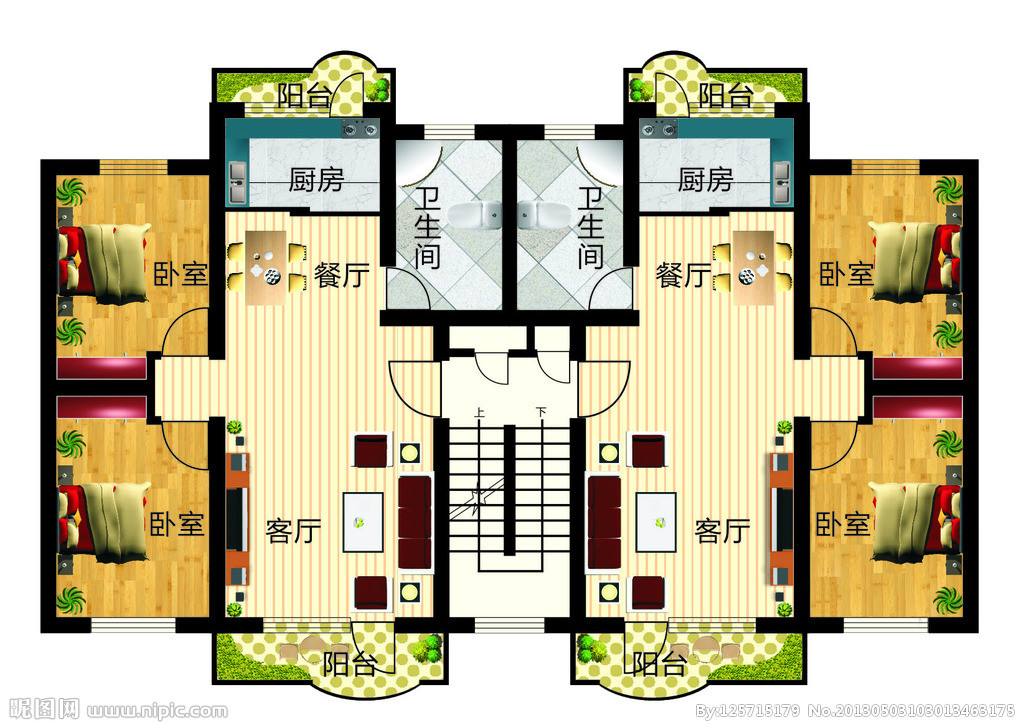 阳台
阳台
厨房
厨房
卫生间
卫生间
卧室
餐厅
餐厅
卧室
上
下
卧室
客厅
客厅
卧室
阳台
阳台
昵图网 www.nipic.com
By:125715179 No.20130503103013463175